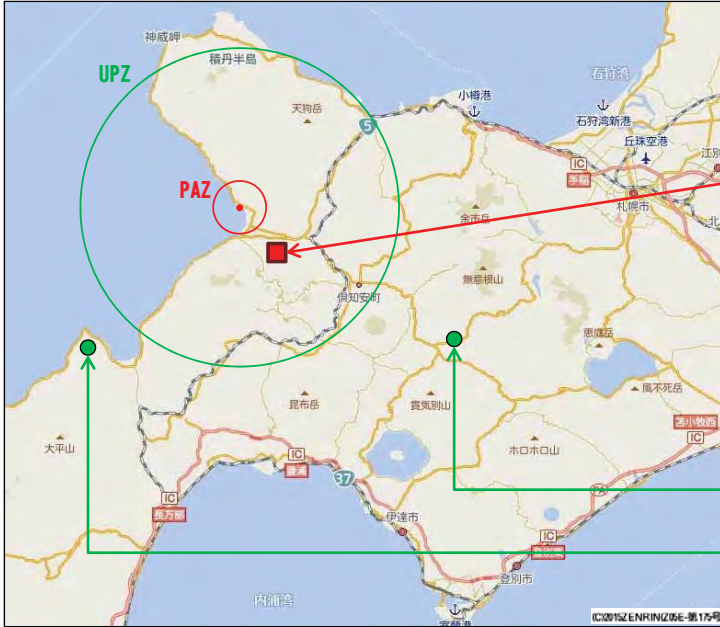 神威岬
積丹半島
UPZ
天狗岳
石狩湾
小樽港
5
石狩湾新港
丘珠空港
江別
IC
手稲
PAZ
札幌市
北
余市岳
倶知安町
無意根山
恵庭岳
昆布岳
貫気別山
風不死岳
苫小牧西
IC
大平山
ホロホロ山
IC
豊浦
37
PA
IC
長万部
伊達市
IC
登別市
内浦湾
室蘭港
(C)2015ZENRIN(Z05E-第175号